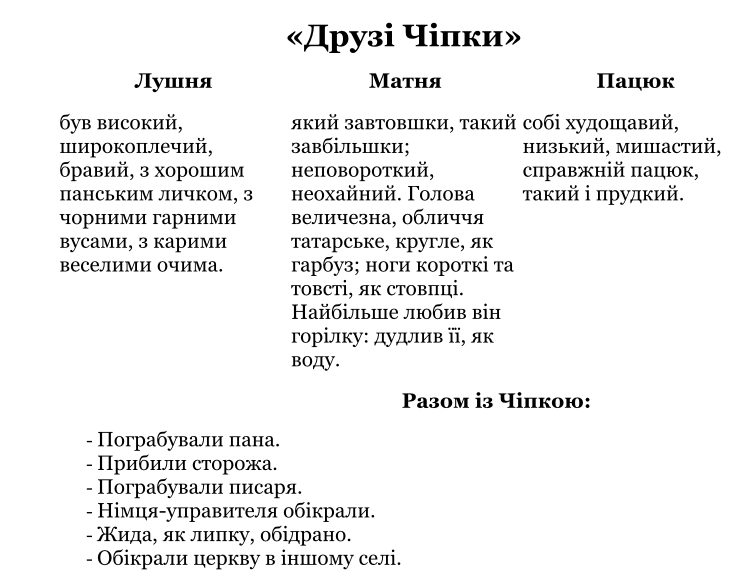 «Друзі Чіпки»
Лушня
був високий,
широкоплечий,
бравий, з хорошим
панським личком, з
чорними гарними
вусами, з карими
веселими очима.
Матня
який завтовшки, такий
завбільшки;
неповороткий,
неохайний. Голова
величезна, обличчя
татарське, кругле, як
гарбуз; ноги короткі та
товсті, як стовпці.
Найбільше любив він
горілку: дудлив її, як
воду.
Пацюк
собі худощавий,
низький, мишастий,
справжній пацюк,
такий і прудкий.
Разом із Чіпкою:
- Пограбували пана.
- Прибили сторожа.
- Пограбували писаря.
- Німця-управителя обікрали.
- Жида, як липку, обідрано.
- Обікрали церкву в іншому селі.